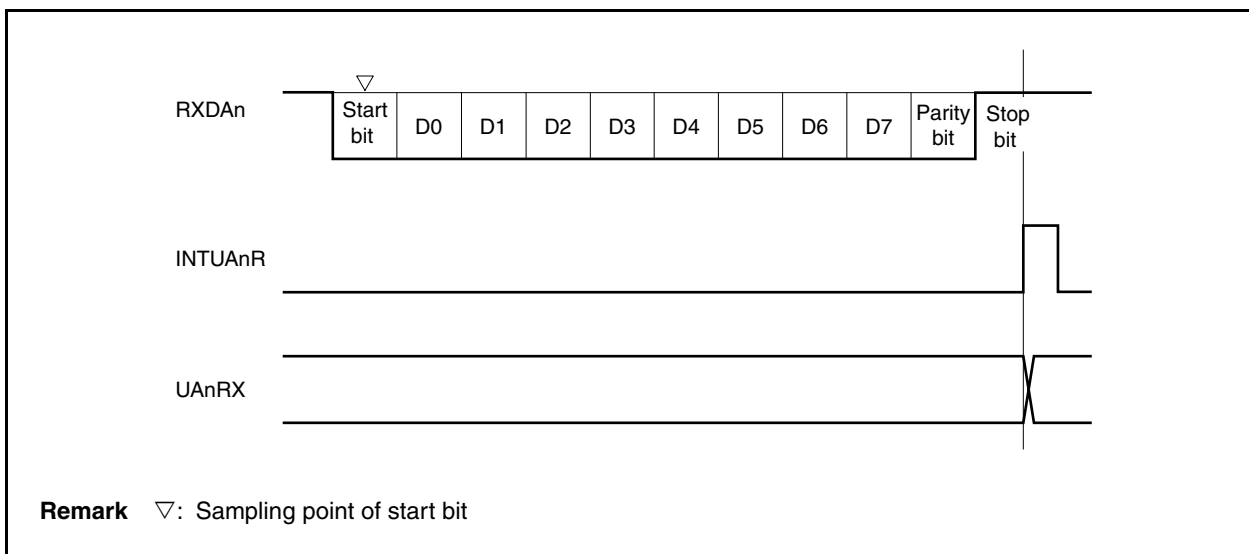 RXDAn
Start bit
D0
D1
D2
D3
D4
D5
D6
D7
Parity bit
Stop bit
INTUAnR
UAnRX
Remark ▽: Sampling point of start bit